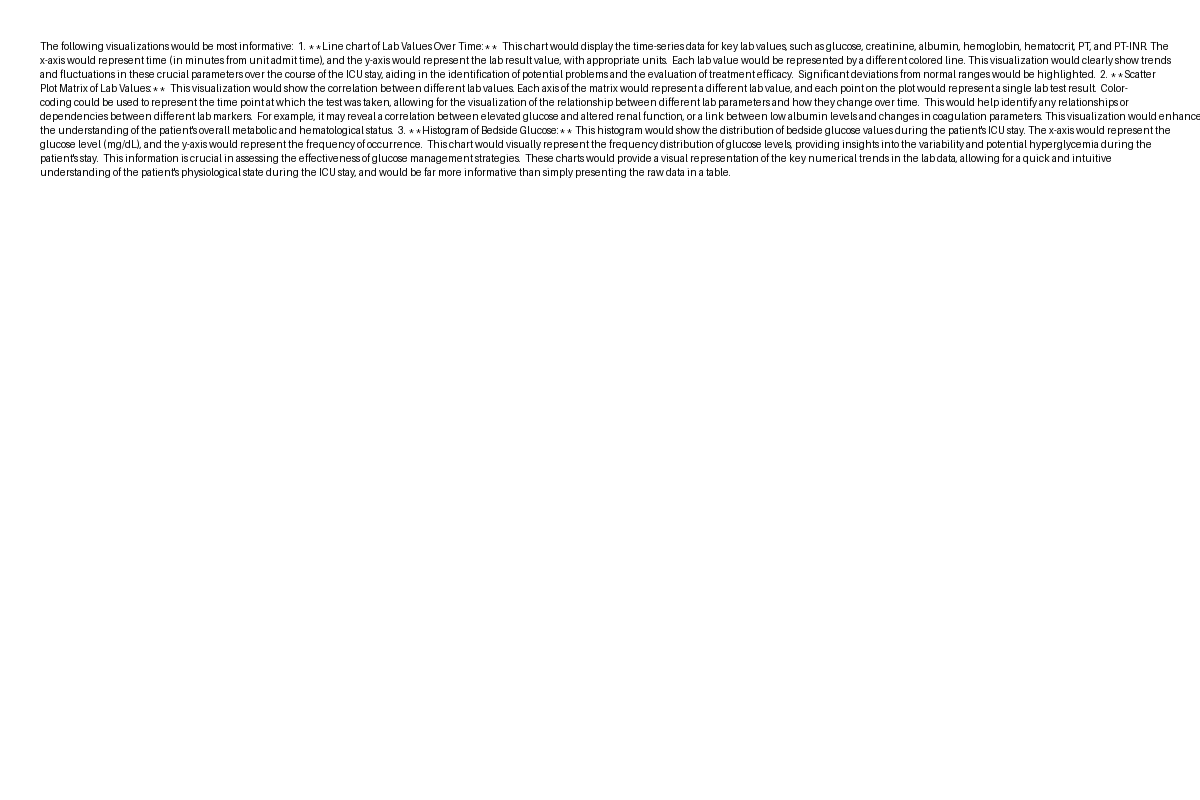 The following visualizations would be most informative:  1. **Line chart of Lab Values Over Time:**  This chart would display the time-series data for key lab values, such as glucose, creatinine, albumin, hemoglobin, hematocrit, PT, and PT-INR. The
x-axis would represent time (in minutes from unit admit time), and the y-axis would represent the lab result value, with appropriate units.  Each lab value would be represented by a different colored line. This visualization would clearly show trends
and fluctuations in these crucial parameters over the course of the ICU stay, aiding in the identification of potential problems and the evaluation of treatment efficacy.  Significant deviations from normal ranges would be highlighted.  2. **Scatter
Plot Matrix of Lab Values:**  This visualization would show the correlation between different lab values. Each axis of the matrix would represent a different lab value, and each point on the plot would represent a single lab test result.  Color-
coding could be used to represent the time point at which the test was taken, allowing for the visualization of the relationship between different lab parameters and how they change over time.  This would help identify any relationships or
dependencies between different lab markers.  For example, it may reveal a correlation between elevated glucose and altered renal function, or a link between low albumin levels and changes in coagulation parameters. This visualization would enhance
the understanding of the patient's overall metabolic and hematological status.  3. **Histogram of Bedside Glucose:** This histogram would show the distribution of bedside glucose values during the patient's ICU stay. The x-axis would represent the
glucose level (mg/dL), and the y-axis would represent the frequency of occurrence.  This chart would visually represent the frequency distribution of glucose levels, providing insights into the variability and potential hyperglycemia during the
patient's stay.  This information is crucial in assessing the effectiveness of glucose management strategies.  These charts would provide a visual representation of the key numerical trends in the lab data, allowing for a quick and intuitive
understanding of the patient's physiological state during the ICU stay, and would be far more informative than simply presenting the raw data in a table.